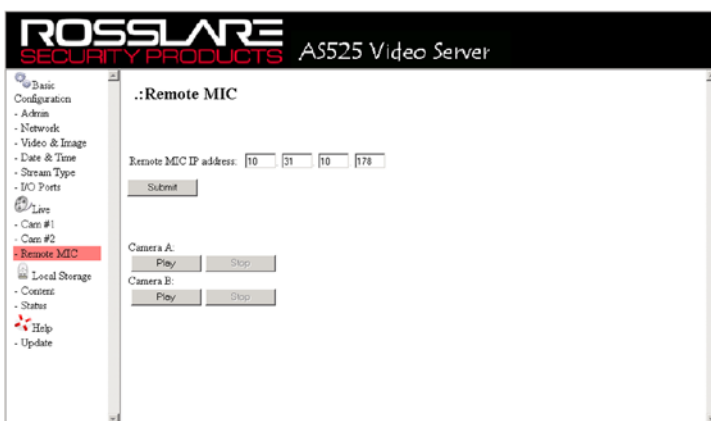 ROSSLARE
SECURITY PRODUCTS AS525 Video Server
Basic
Configuration
- Admin
- Network
- Video & Image
- Date & Time
- Stream Type
- I/O Ports
Live
- Cam #1
- Cam #2
- Remote MIC
Local Storage
- Content
- Status
Help
- Update
.:Remote MIC
Remote MIC IP address: 10 . 31 . 10 . 178
Submit
Camera A:
Play Stop
Camera B:
Play Stop